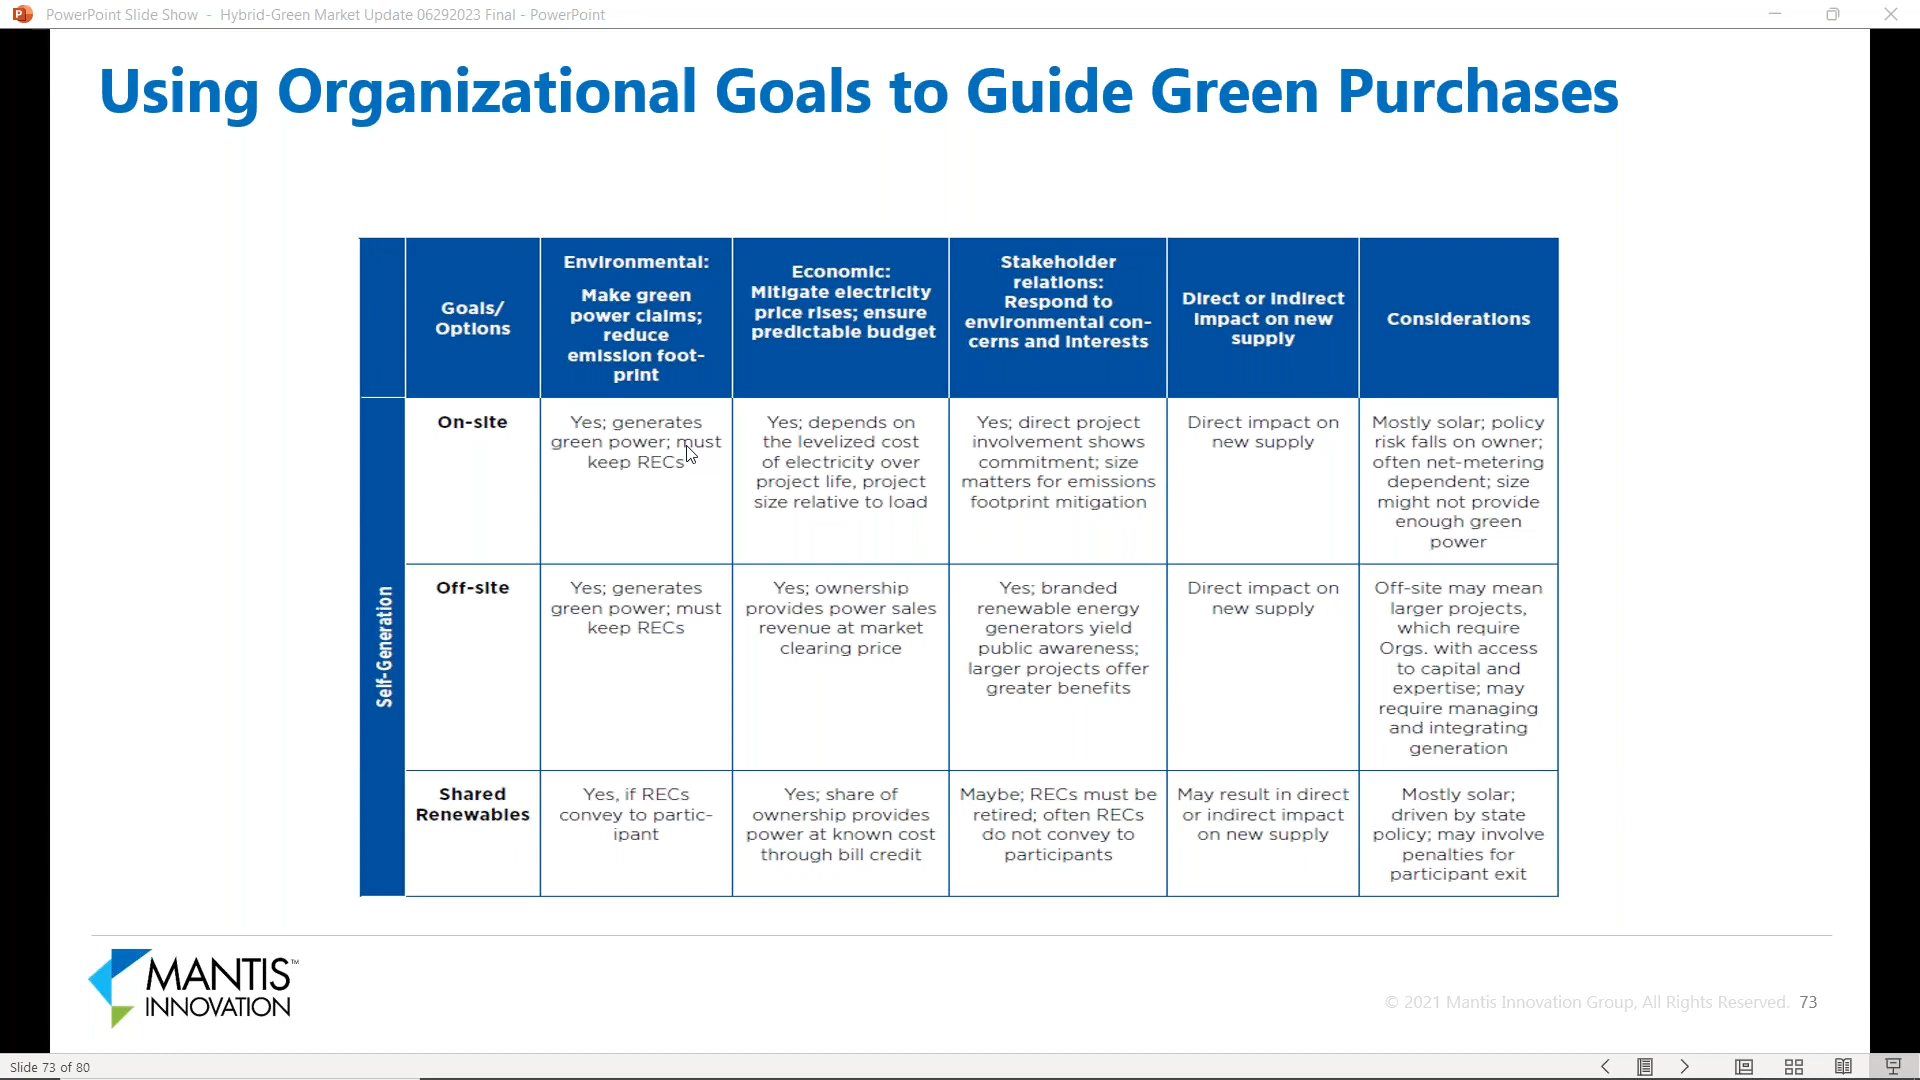 PowerPoint Slide Show - Hybrid-Green Market Update 06292023 Final - PowerPoint
Using Organizational Goals to Guide Green Purchases
Goals/
Options
Environmental:
Make green
power claims;
reduce
emission foot-
print
Economic:
Mitigate electricity
price rises; ensure
predictable budget
Stakeholder
relations:
Respond to
environmental con-
cerns and interests
Direct or indirect
impact on new
supply
Considerations
Self-Generation
On-site
Yes; generates
green power; must
keep RECs
Yes; depends on
the levelized cost
of electricity over
project life, project
size relative to load
Yes; direct project
involvement shows
commitment; size
matters for emissions
footprint mitigation
Direct impact on
new supply
Mostly solar; policy
risk falls on owner;
often net-metering
dependent; size
might not provide
enough green
power
Off-site
Yes; generates
green power; must
keep RECs
Yes; ownership
provides power sales
revenue at market
clearing price
Yes; branded
renewable energy
generators yield
public awareness;
larger projects offer
greater benefits
Direct impact on
new supply
Off-site may mean
larger projects,
which require
Orgs. with access
to capital and
expertise; may
require managing
and integrating
generation
Shared
Renewables
Yes, if RECs
convey to partic-
ipant
Yes; share of
ownership provides
power at known cost
through bill credit
Maybe; RECs must be
retired; often RECs
do not convey to
participants
May result in direct
or indirect impact
on new supply
Mostly solar;
driven by state
policy; may involve
penalties for
participant exit
MANTIS™
INNOVATION
© 2021 Mantis Innovation Group, All Rights Reserved. 73
Slide 73 of 80